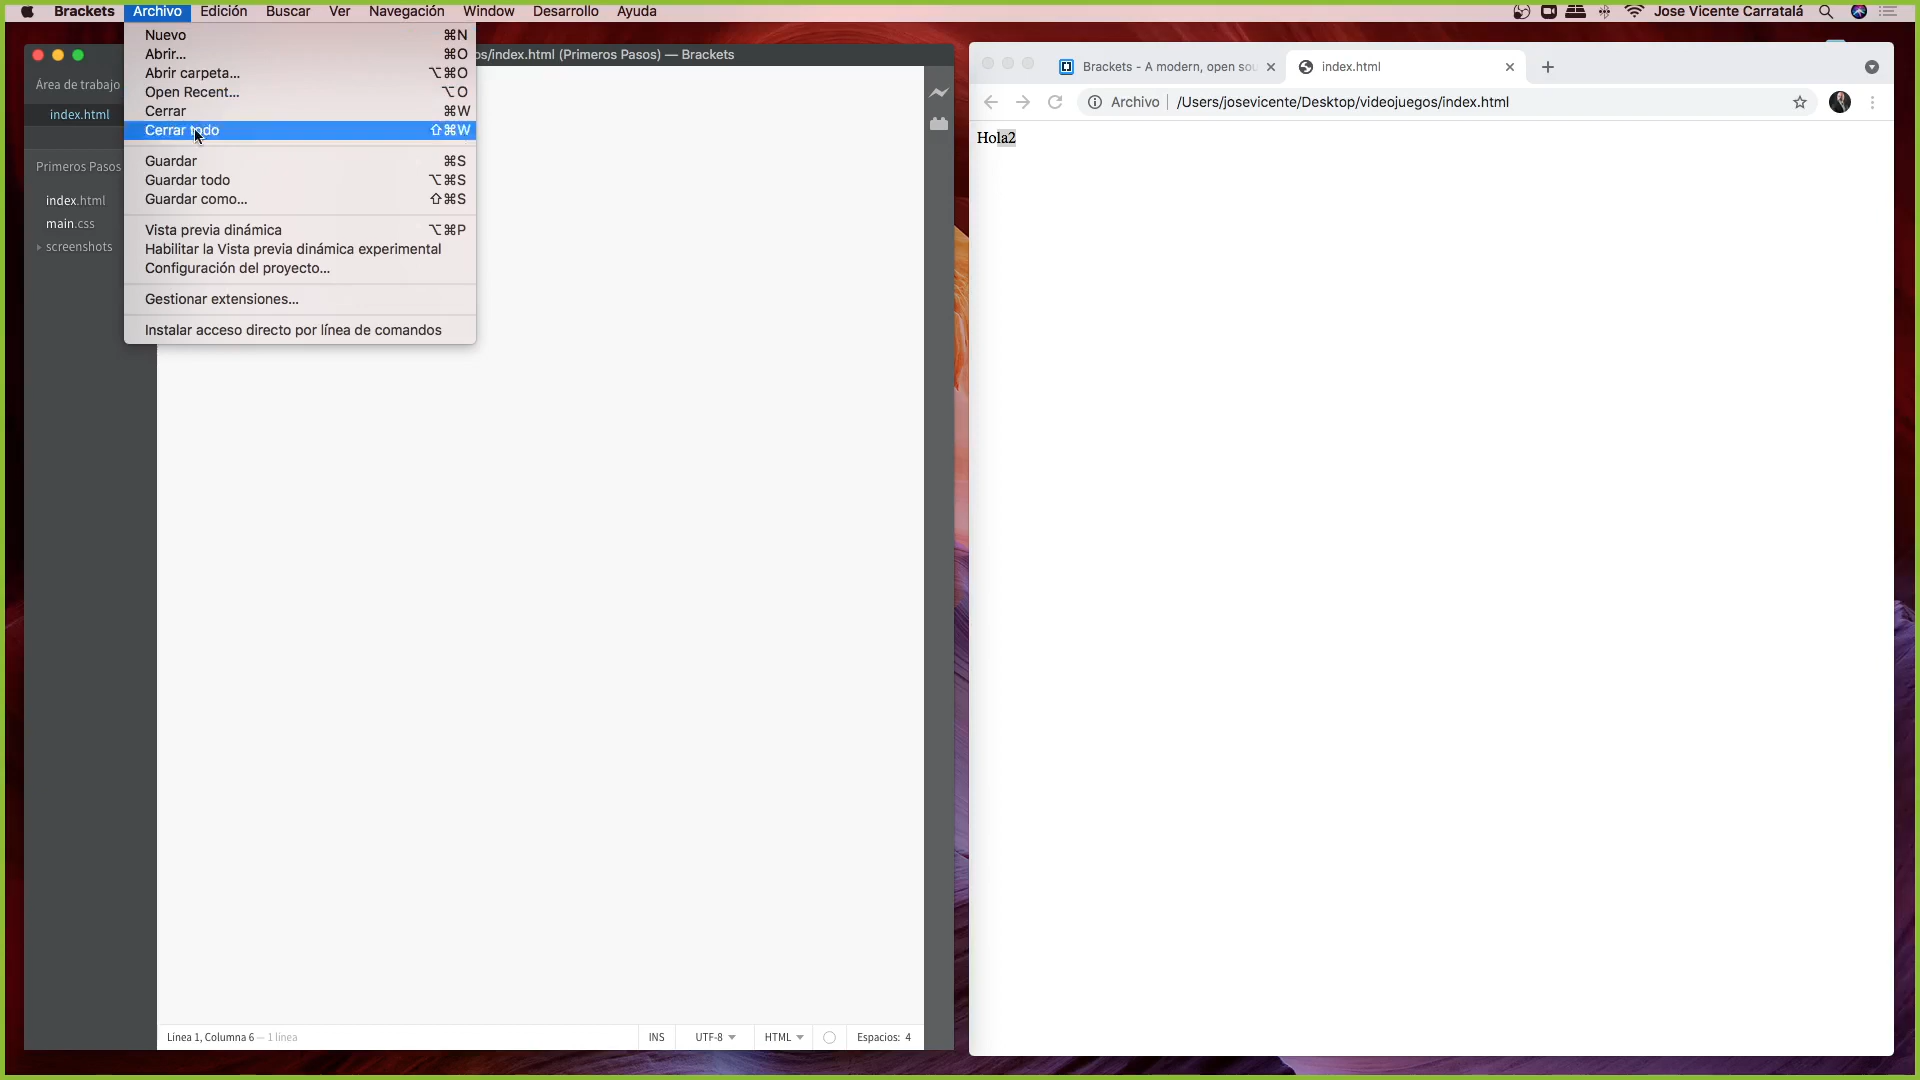 Brackets Archivo Edición Buscar Ver Navegación Window Desarrollo Ayuda Jose Vicente Carratalá
os/index.html (Primeros Pasos) — Brackets
Área de trabajo
index.html
Primeros Pasos
index.html
main.css
screenshots
Nuevo ⌘N
Abrir... ⌘O
Abrir carpeta... ⌥⌘O
Open Recent... ⌥O
Cerrar ⌘W
Cerrar todo ⇧⌘W
Guardar ⌘S
Guardar todo ⌥⌘S
Guardar como... ⇧⌘S
Vista previa dinámica ⌥⌘P
Habilitar la Vista previa dinámica experimental
Configuración del proyecto...
Gestionar extensiones...
Instalar acceso directo por línea de comandos
Línea 1, Columna 6 — 1 línea INS UTF-8 HTML Espacios: 4
Brackets - A modern, open sou index.html
Archivo /Users/josevicente/Desktop/videojuegos/index.html
Hola2